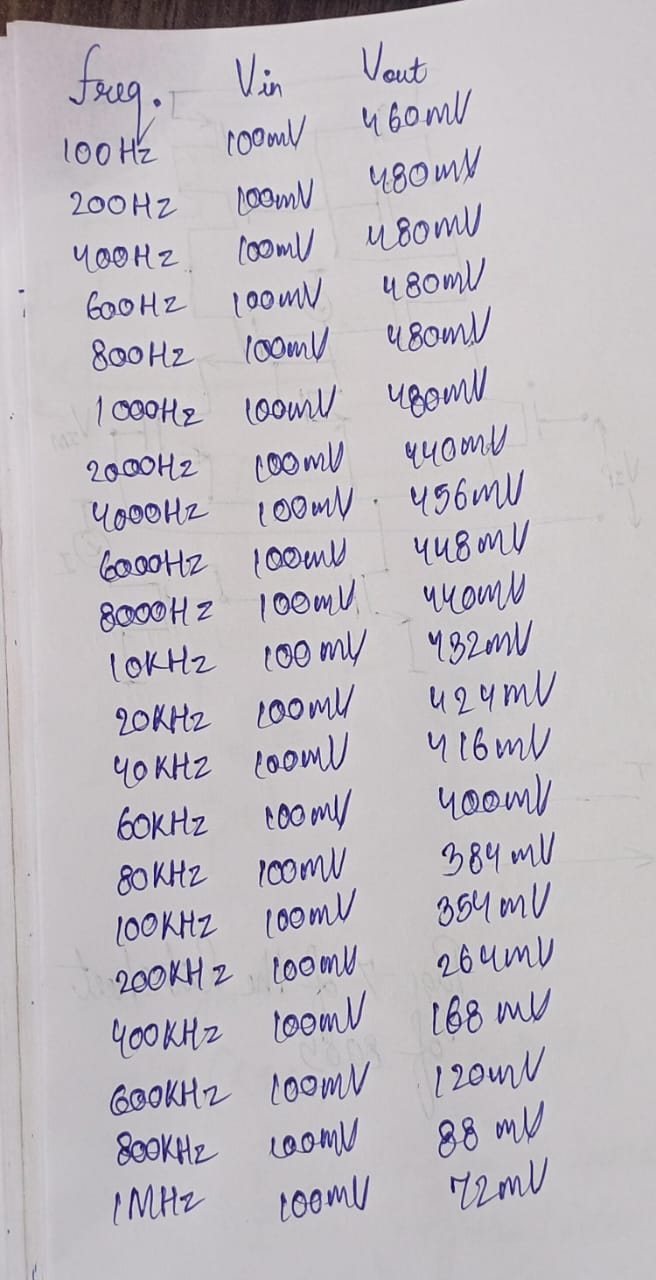 freq. Vin Vout
100Hz 100mV 460mV
200Hz 100mV 480mV
400Hz 100mV 480mV
600Hz 100mV 480mV
800Hz 100mV 480mV
1000Hz 100mV 480mV
2000Hz 100mV 440mV
4000Hz 100mV 456mV
6000Hz 100mV 448mV
8000Hz 100mV 440mV
10KHz 100mV 432mV
20KHz 100mV 424mV
40KHz 100mV 416mV
60KHz 100mV 400mV
80KHz 100mV 384mV
100KHz 100mV 354mV
200KHz 100mV 264mV
400KHz 100mV 168mV
600KHz 100mV 120mV
800KHz 100mV 88mV
1MHz 100mV 72mV